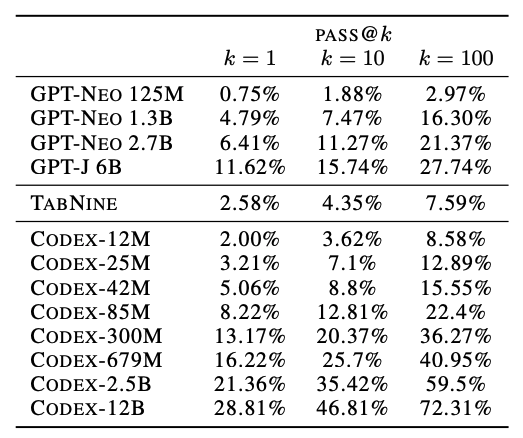 PASS@k
k = 1 k = 10 k = 100
GPT-NEO 125M 0.75% 1.88% 2.97%
GPT-NEO 1.3B 4.79% 7.47% 16.30%
GPT-NEO 2.7B 6.41% 11.27% 21.37%
GPT-J 6B 11.62% 15.74% 27.74%
TABNINE 2.58% 4.35% 7.59%
CODEX-12M 2.00% 3.62% 8.58%
CODEX-25M 3.21% 7.1% 12.89%
CODEX-42M 5.06% 8.8% 15.55%
CODEX-85M 8.22% 12.81% 22.4%
CODEX-300M 13.17% 20.37% 36.27%
CODEX-679M 16.22% 25.7% 40.95%
CODEX-2.5B 21.36% 35.42% 59.5%
CODEX-12B 28.81% 46.81% 72.31%